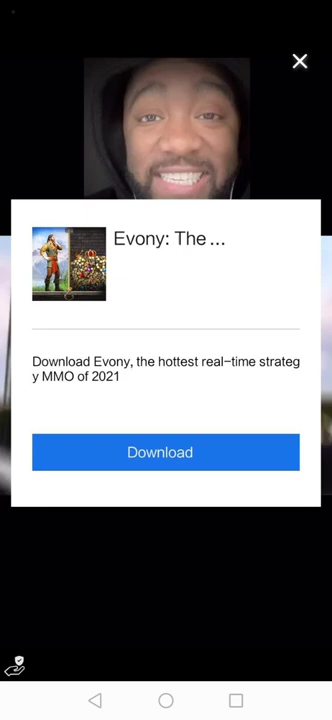 Evony: The ...
Download Evony, the hottest real-time strateg
y MMO of 2021
Download